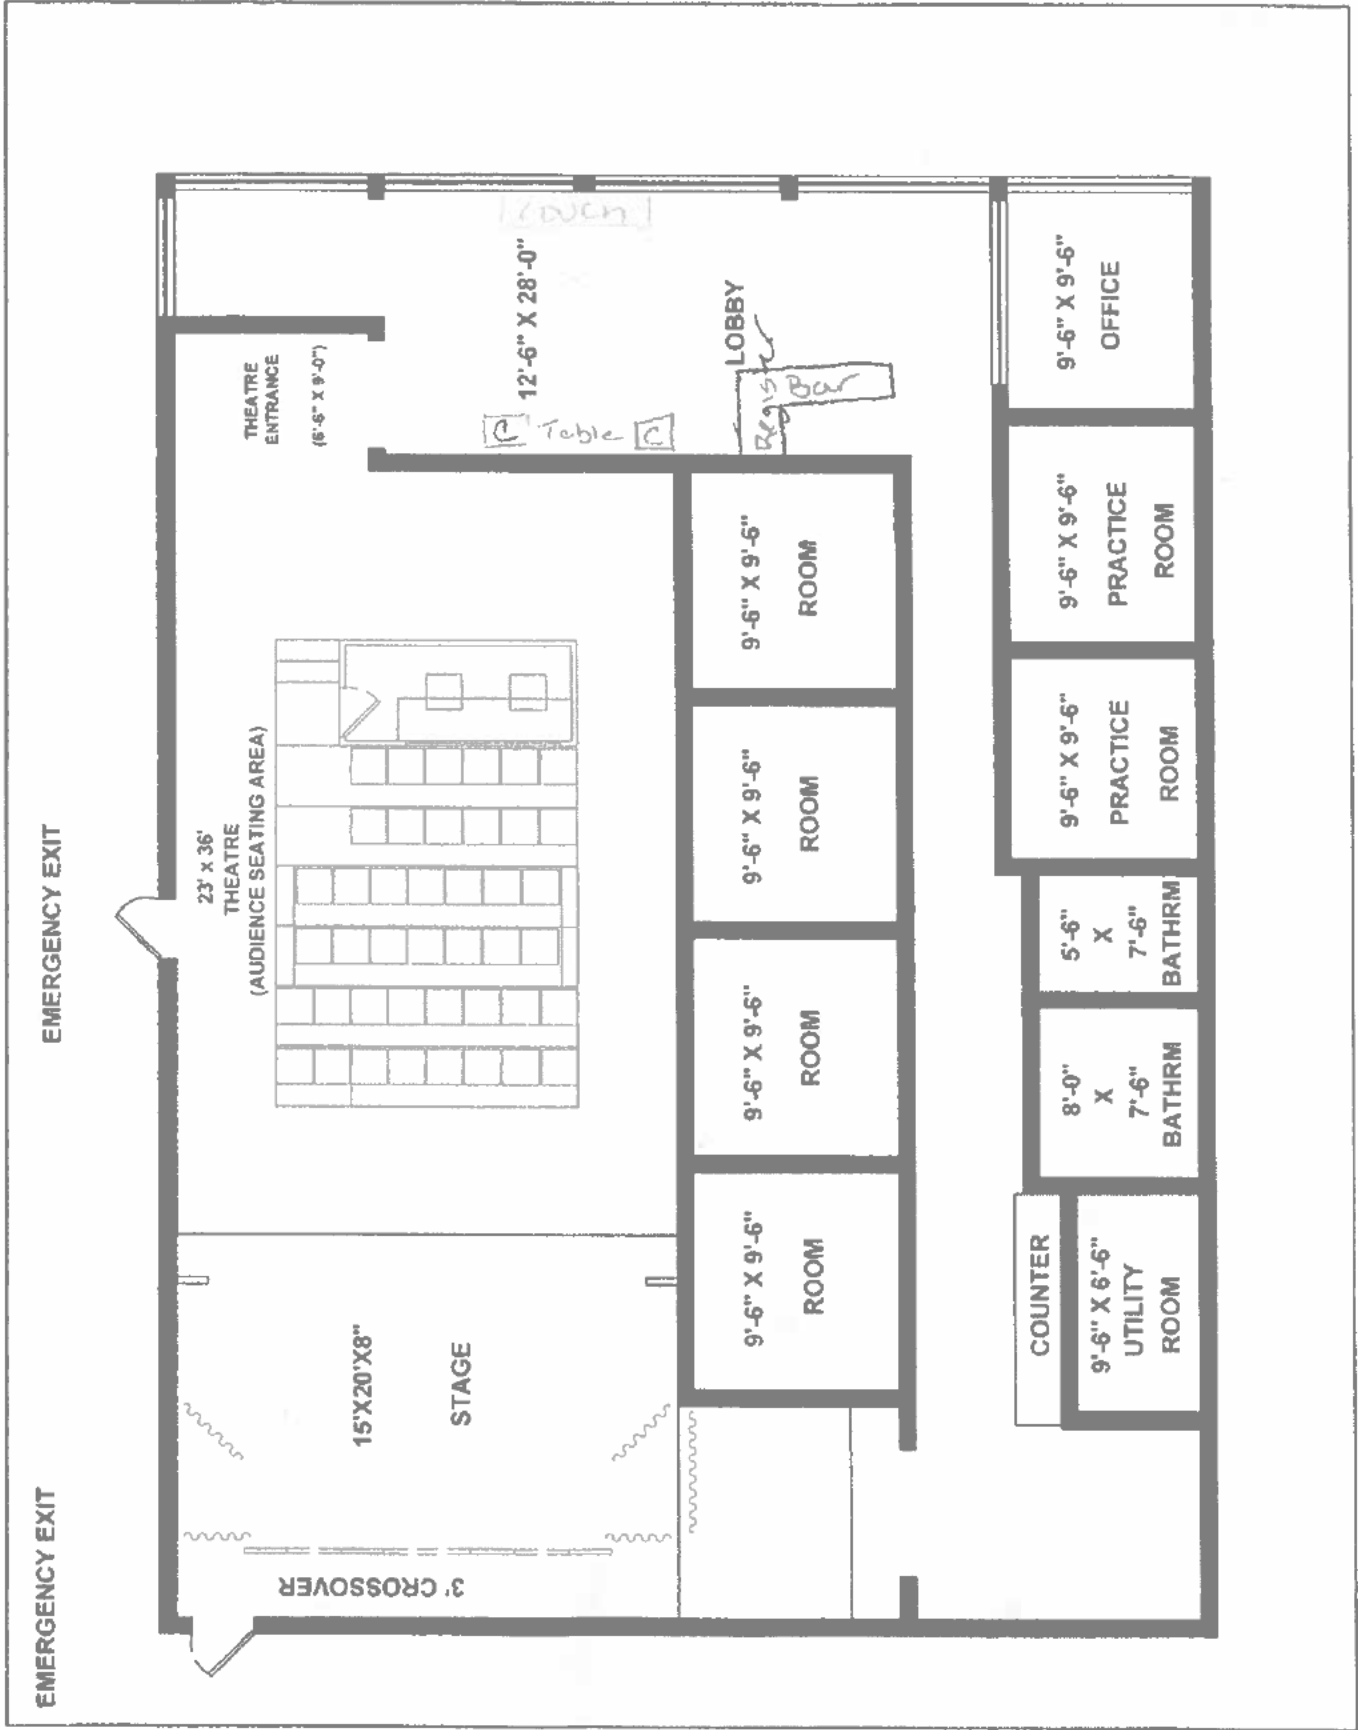 EMERGENCY EXIT
EMERGENCY EXIT
23' x 36'
THEATRE
(AUDIENCE SEATING AREA)
THEATRE
ENTRANCE
(6'-6" X 9'-0")
3' CROSSOVER
15'X20'X8"
STAGE
12'-6" X 28'-0"
LOBBY
Couch
C Table C
Register
Bar
9'-6" X 9'-6"
ROOM
9'-6" X 9'-6"
ROOM
9'-6" X 9'-6"
ROOM
9'-6" X 9'-6"
ROOM
COUNTER
9'-6" X 6'-6"
UTILITY
ROOM
8'-0"
X
7'-6"
BATHRM
5'-6"
X
7'-6"
BATHRM
9'-6" X 9'-6"
PRACTICE
ROOM
9'-6" X 9'-6"
PRACTICE
ROOM
9'-6" X 9'-6"
OFFICE